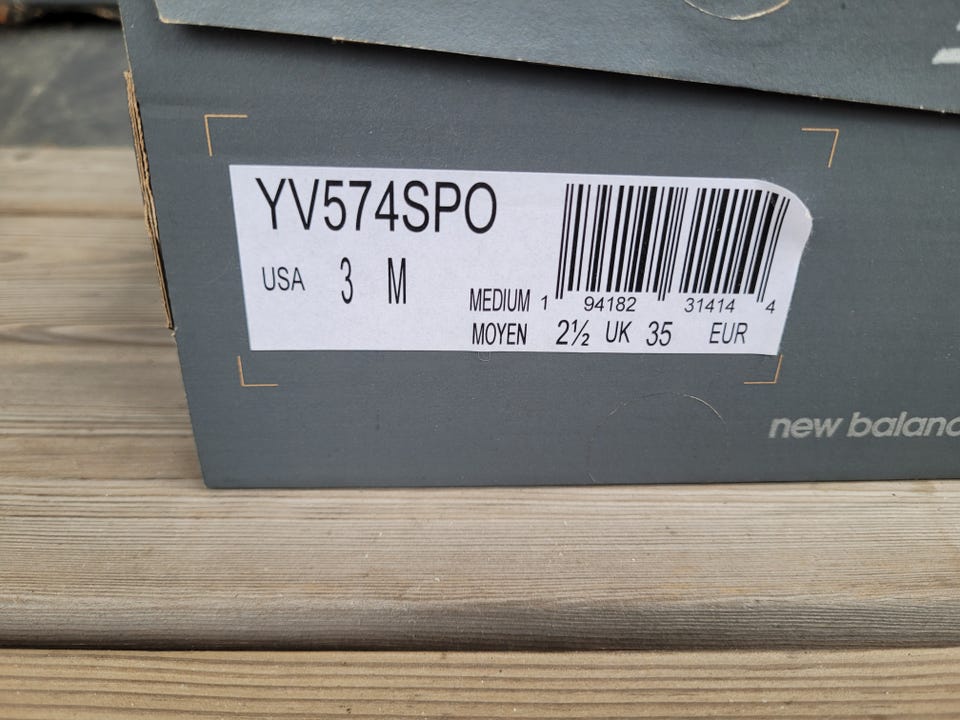 YV574SPO
USA 3 M
MEDIUM 1 94182 31414 4
MOYEN 2½ UK 35 EUR
new balanc